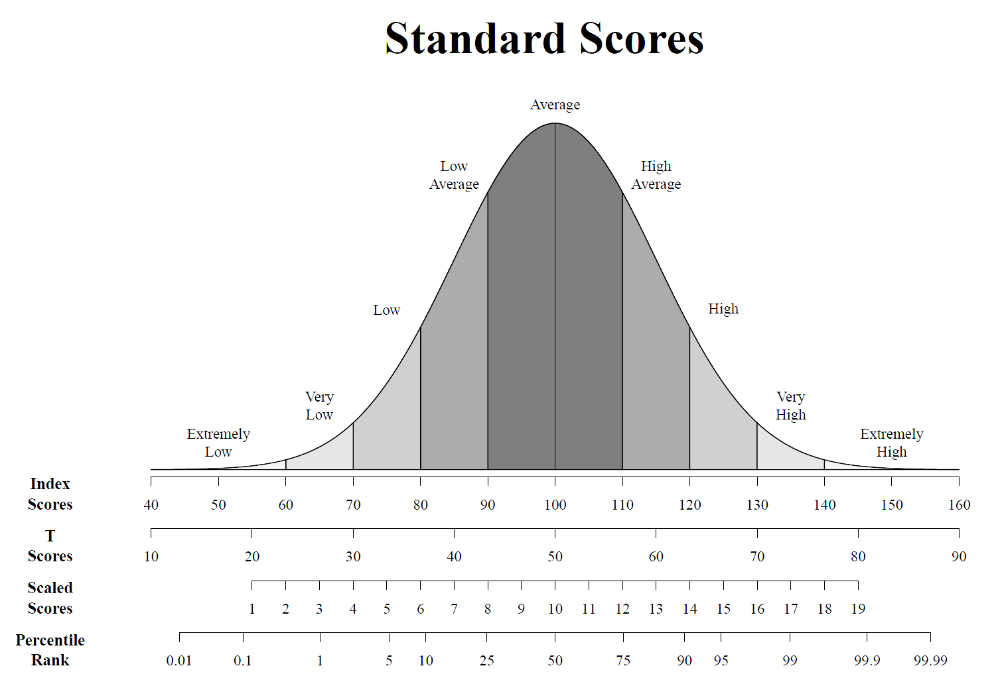 Standard Scores
Average
Low
Average
High
Average
Low
High
Very
Low
Very
High
Extremely
Low
Extremely
High
Index
Scores
40 50 60 70 80 90 100 110 120 130 140 150 160
T
Scores
10 20 30 40 50 60 70 80 90
Scaled
Scores
1 2 3 4 5 6 7 8 9 10 11 12 13 14 15 16 17 18 19
Percentile
Rank
0.01 0.1 1 5 10 25 50 75 90 95 99 99.9 99.99